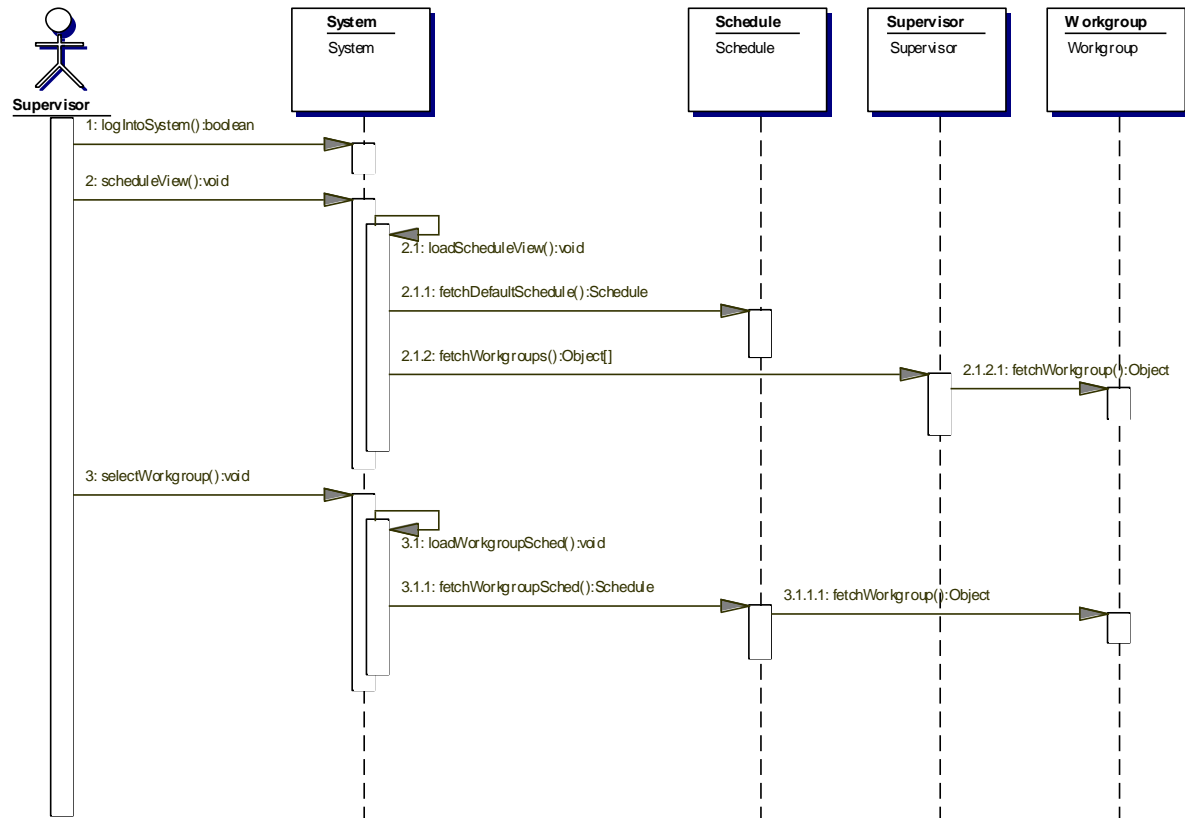 System
System
Schedule
Schedule
Supervisor
Supervisor
Workgroup
Workgroup
Supervisor
1: logIntoSystem():boolean
2: scheduleView():void
2.1: loadScheduleView():void
2.1.1: fetchDefaultSchedule():Schedule
2.1.2: fetchWorkgroups():Object[]
2.1.2.1: fetchWorkgroup():Object
3: selectWorkgroup():void
3.1: loadWorkgroupSched():void
3.1.1: fetchWorkgroupSched():Schedule
3.1.1.1: fetchWorkgroup():Object